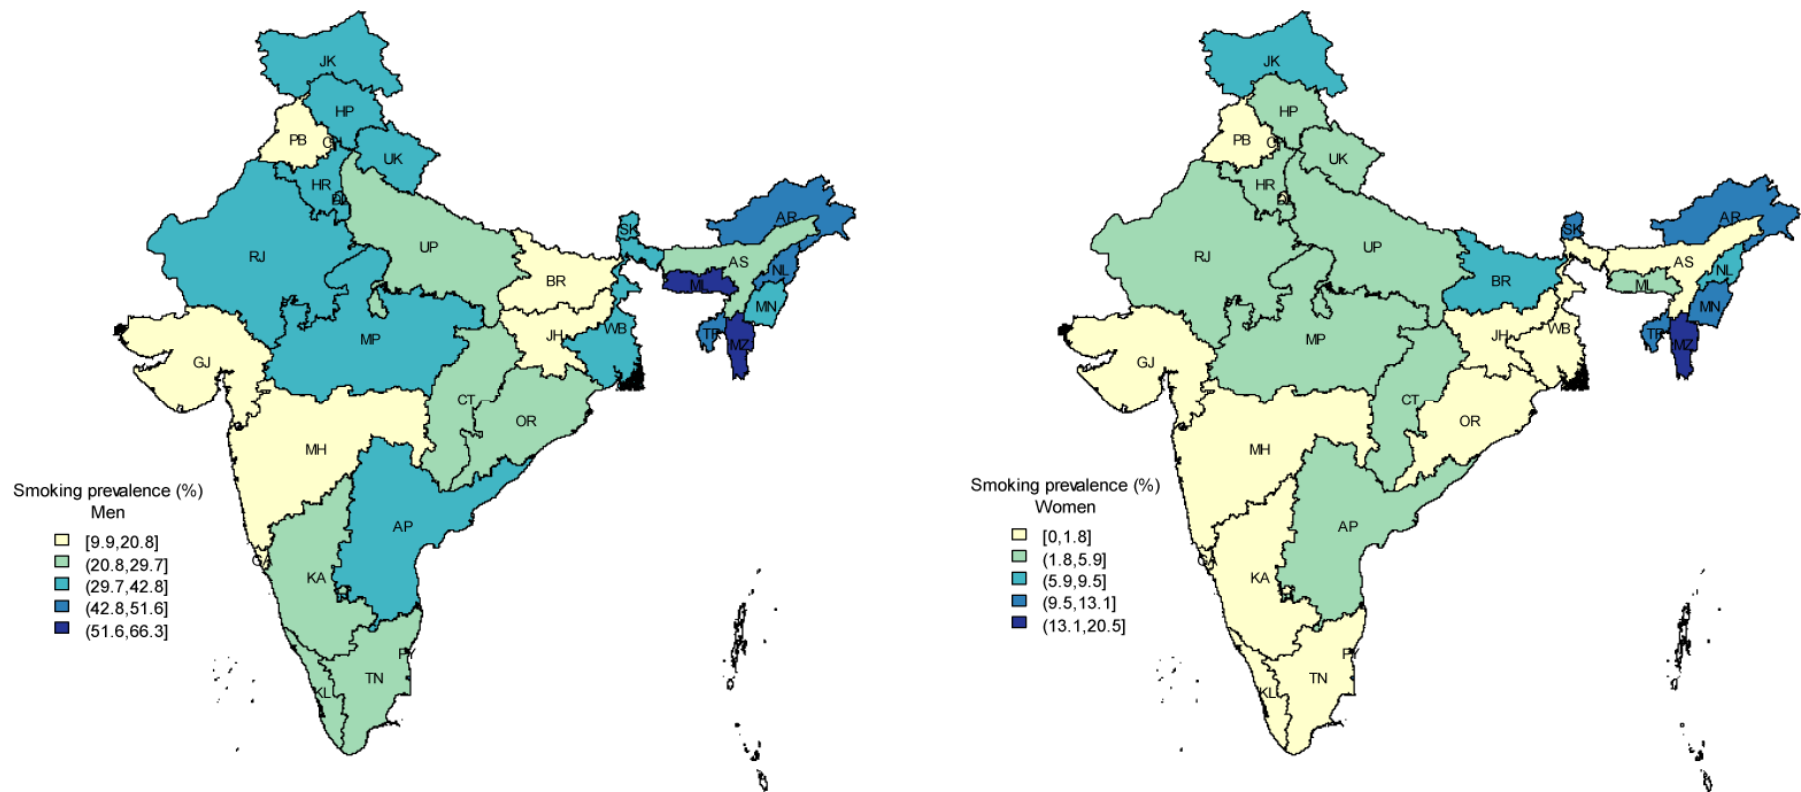 JK
HP
PB
CH
UK
HR
DL
RJ
UP
SK
AR
AS
NL
BR
ML
MN
MP
JH
WB
TR
MZ
GJ
CT
OR
MH
Smoking prevalence (%)
Men
[9.9,20.8]
(20.8,29.7]
(29.7,42.8]
(42.8,51.6]
(51.6,66.3]
AP
GA
KA
PY
TN
KL
JK
HP
PB
CH
UK
HR
DL
RJ
UP
SK
AR
AS
NL
BR
ML
MN
MP
JH
WB
TR
MZ
GJ
CT
OR
MH
Smoking prevalence (%)
Women
[0,1.8]
(1.8,5.9]
(5.9,9.5]
(9.5,13.1]
(13.1,20.5]
AP
GA
KA
PY
TN
KL